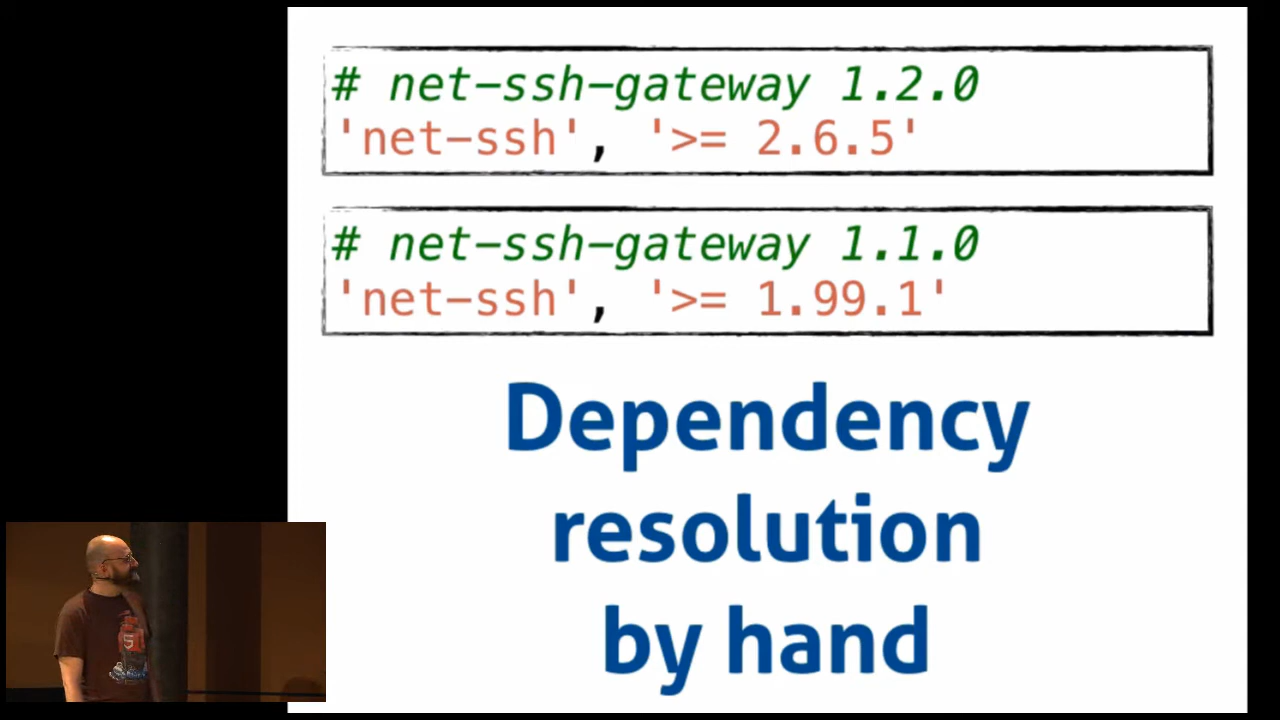 # net-ssh-gateway 1.2.0
'net-ssh', '>= 2.6.5'
# net-ssh-gateway 1.1.0
'net-ssh', '>= 1.99.1'
Dependency
resolution
by hand